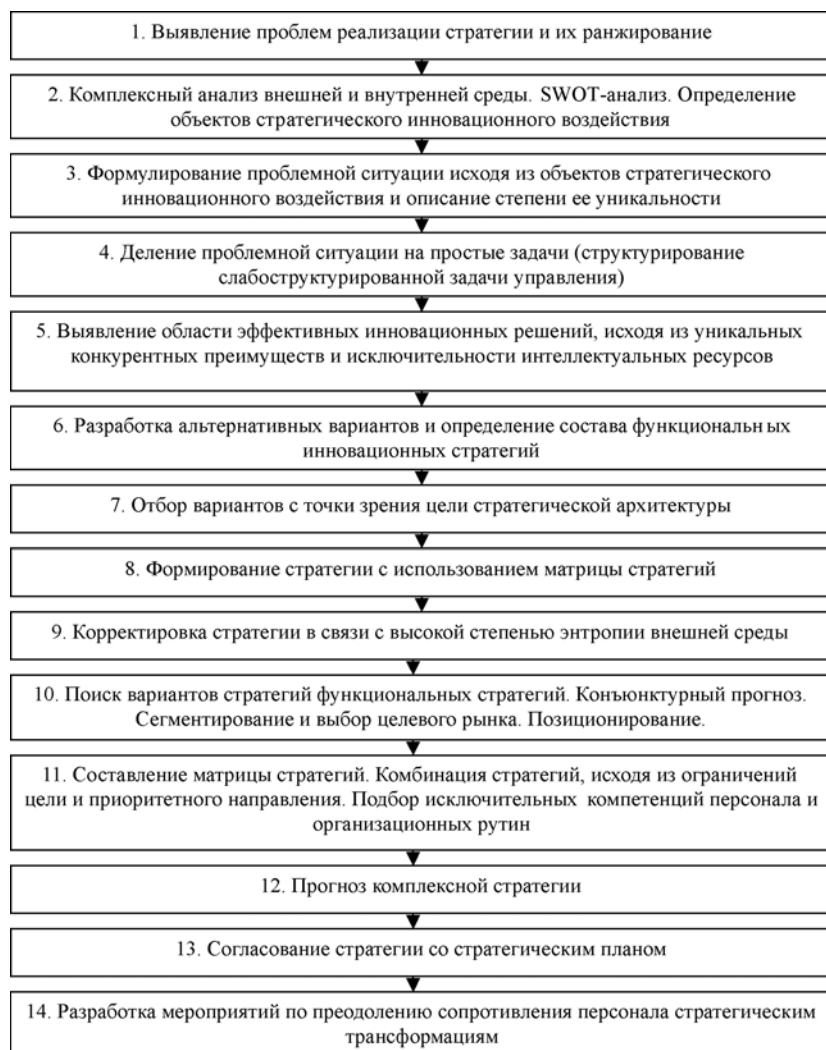 1. Выявление проблем реализации стратегии и их ранжирование
2. Комплексный анализ внешней и внутренней среды. SWOT-анализ. Определение
объектов стратегического инновационного воздействия
3. Формулирование проблемной ситуации исходя из объектов стратегического
инновационного воздействия и описание степени ее уникальности
4. Деление проблемной ситуации на простые задачи (структурирование
слабоструктурированной задачи управления)
5. Выявление области эффективных инновационных решений, исходя из уникальных
конкурентных преимуществ и исключительности интеллектуальных ресурсов
6. Разработка альтернативных вариантов и определение состава функциональных
инновационных стратегий
7. Отбор вариантов с точки зрения цели стратегической архитектуры
8. Формирование стратегии с использованием матрицы стратегий
9. Корректировка стратегии в связи с высокой степенью энтропии внешней среды
10. Поиск вариантов стратегий функциональных стратегий. Конъюнктурный прогноз.
Сегментирование и выбор целевого рынка. Позиционирование.
11. Составление матрицы стратегий. Комбинация стратегий, исходя из ограничений
цели и приоритетного направления. Подбор исключительных компетенций персонала и
организационных рутин
12. Прогноз комплексной стратегии
13. Согласование стратегии со стратегическим планом
14. Разработка мероприятий по преодолению сопротивления персонала стратегическим
трансформациям